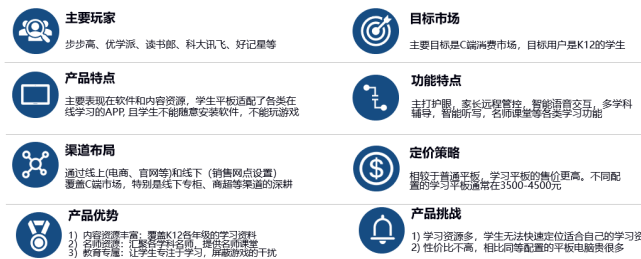 主要玩家
步步高、优学派、读书郎、科大讯飞、好记星等
目标市场
主要目标是C端消费市场，目标用户是K12的学生
产品特点
主要表现在软件和内容资源，学生平板适配了各类在
线学习的APP, 且学生不能随意安装软件，不能玩游戏
功能特点
主打护眼，家长远程管控，智能语音交互，多学科
辅导，智能听写，名师课堂等各类学习功能
渠道布局
通过线上(电商、官网等)和线下（销售网点设置）
覆盖C端市场，特别是线下专柜、商超等渠道的深耕
定价策略
相较于普通平板，学习平板的售价更高。不同配
置的学习平板通常在3500-4500元
产品优势
1) 内容资源丰富：覆盖K12各年级的学习资料
2) 名师资源：汇聚各学科名师，提供名师课堂
3) 教育专属：让学生专注于学习，屏蔽游戏的干扰
产品挑战
1) 学习资源多，学生无法快速定位适合自己的学习资
2) 性价比不高，相比同等配置的平板电脑贵很多